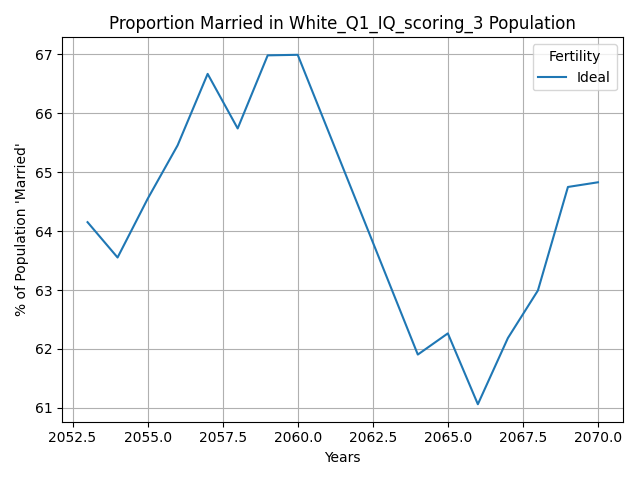 Proportion Married in White_Q1_IQ_scoring_3 Population
Fertility
Ideal
67
66
65
64
63
62
61
% of Population 'Married'
2052.5 2055.0 2057.5 2060.0 2062.5 2065.0 2067.5 2070.0
Years